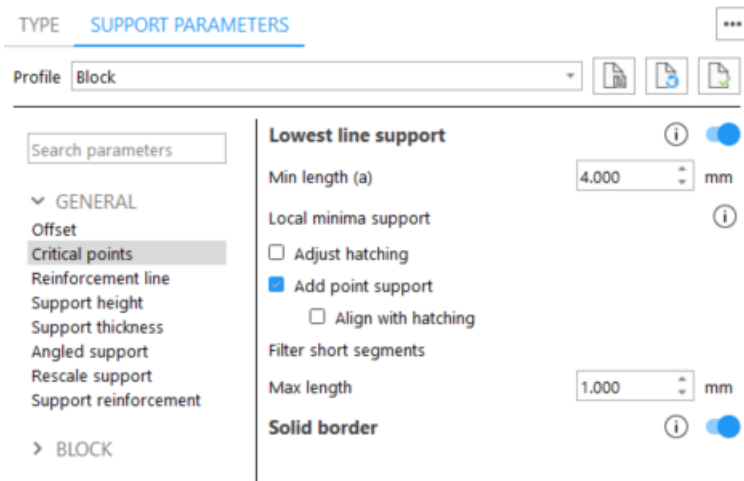 TYPE SUPPORT PARAMETERS
Profile Block
Search parameters
GENERAL
Offset
Critical points
Reinforcement line
Support height
Support thickness
Angled support
Rescale support
Support reinforcement
BLOCK
Lowest line support
Min length (a) 4.000 mm
Local minima support
Adjust hatching
Add point support
Align with hatching
Filter short segments
Max length 1.000 mm
Solid border